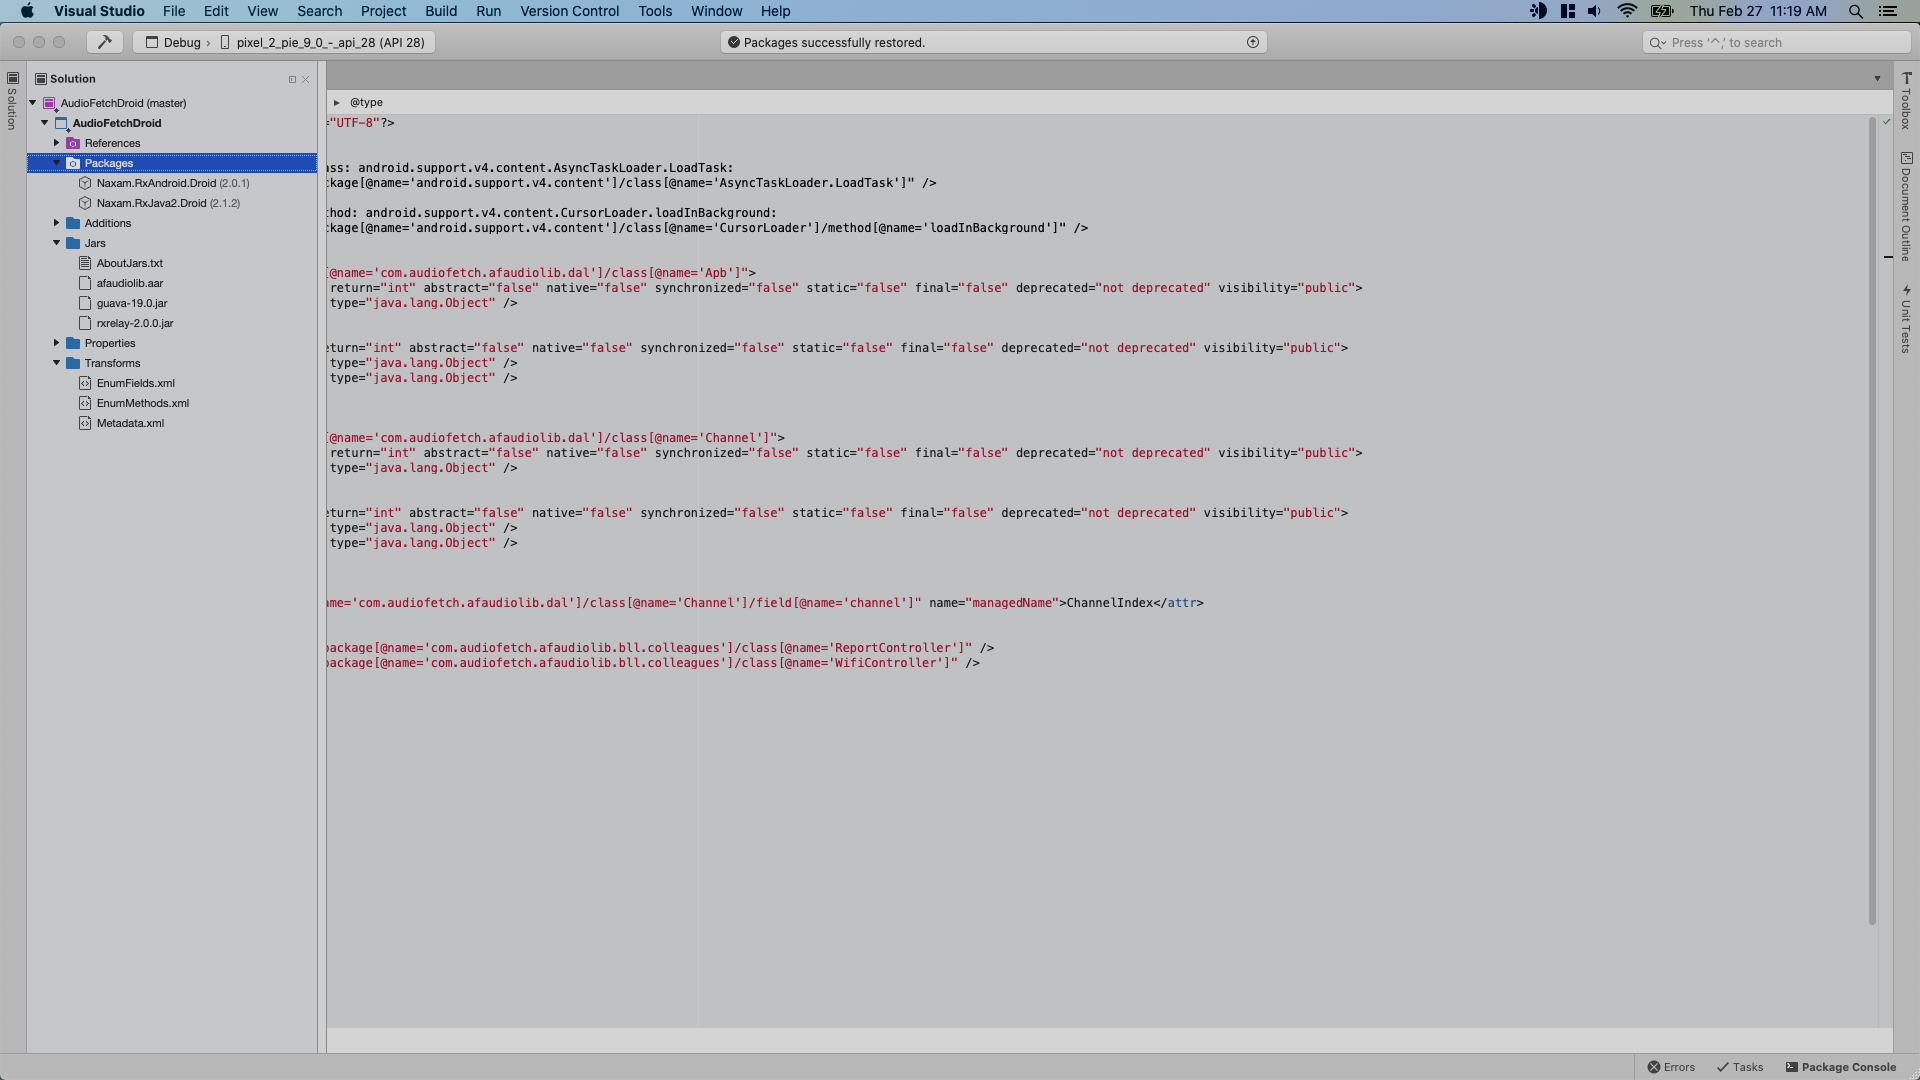 Visual Studio File Edit View Search Project Build Run Version Control Tools Window Help Thu Feb 27 11:19 AM
Debug › pixel_2_pie_9_0_-_api_28 (API 28) Packages successfully restored. Press '^,' to search
Solution
Solution
AudioFetchDroid (master)
AudioFetchDroid
References
Packages
Naxam.RxAndroid.Droid (2.0.1)
Naxam.RxJava2.Droid (2.1.2)
Additions
Jars
AboutJars.txt
afaudiolib.aar
guava-19.0.jar
rxrelay-2.0.0.jar
Properties
Transforms
EnumFields.xml
EnumMethods.xml
Metadata.xml
@type
="UTF-8"?>
ass: android.support.v4.content.AsyncTaskLoader.LoadTask:
ckage[@name='android.support.v4.content']/class[@name='AsyncTaskLoader.LoadTask']" />
thod: android.support.v4.content.CursorLoader.loadInBackground:
ckage[@name='android.support.v4.content']/class[@name='CursorLoader']/method[@name='loadInBackground']" />
[@name='com.audiofetch.afaudiolib.dal']/class[@name='Apb']">
return="int" abstract="false" native="false" synchronized="false" static="false" final="false" deprecated="not deprecated" visibility="public">
type="java.lang.Object" />
eturn="int" abstract="false" native="false" synchronized="false" static="false" final="false" deprecated="not deprecated" visibility="public">
type="java.lang.Object" />
type="java.lang.Object" />
[@name='com.audiofetch.afaudiolib.dal']/class[@name='Channel']">
return="int" abstract="false" native="false" synchronized="false" static="false" final="false" deprecated="not deprecated" visibility="public">
type="java.lang.Object" />
eturn="int" abstract="false" native="false" synchronized="false" static="false" final="false" deprecated="not deprecated" visibility="public">
type="java.lang.Object" />
type="java.lang.Object" />
ame='com.audiofetch.afaudiolib.dal']/class[@name='Channel']/field[@name='channel']" name="managedName">ChannelIndex</attr>
package[@name='com.audiofetch.afaudiolib.bll.colleagues']/class[@name='ReportController']" />
package[@name='com.audiofetch.afaudiolib.bll.colleagues']/class[@name='WifiController']" />
Toolbox
Document Outline
Unit Tests
Errors Tasks Package Console